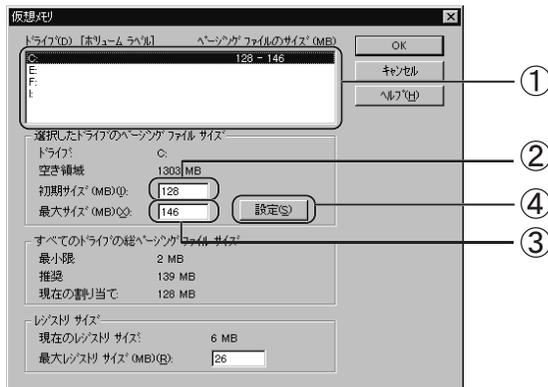 仮想メモリ
ドライブ(D) [ボリューム ラベル] ページング ファイルのサイズ (MB)
C: 128 - 146
E:
F:
I:
OK
キャンセル
ヘルプ(H)
①
選択したドライブのページング ファイル サイズ
ドライブ: C:
空き領域 1303 MB
初期サイズ (MB)(I): 128
最大サイズ (MB)(X): 146
設定(S)
②
④
③
すべてのドライブの総ページング ファイル サイズ
最小限 2 MB
推奨 139 MB
現在の割り当て: 128 MB
レジストリ サイズ
現在のレジストリ サイズ: 6 MB
最大レジストリ サイズ (MB)(R): 26